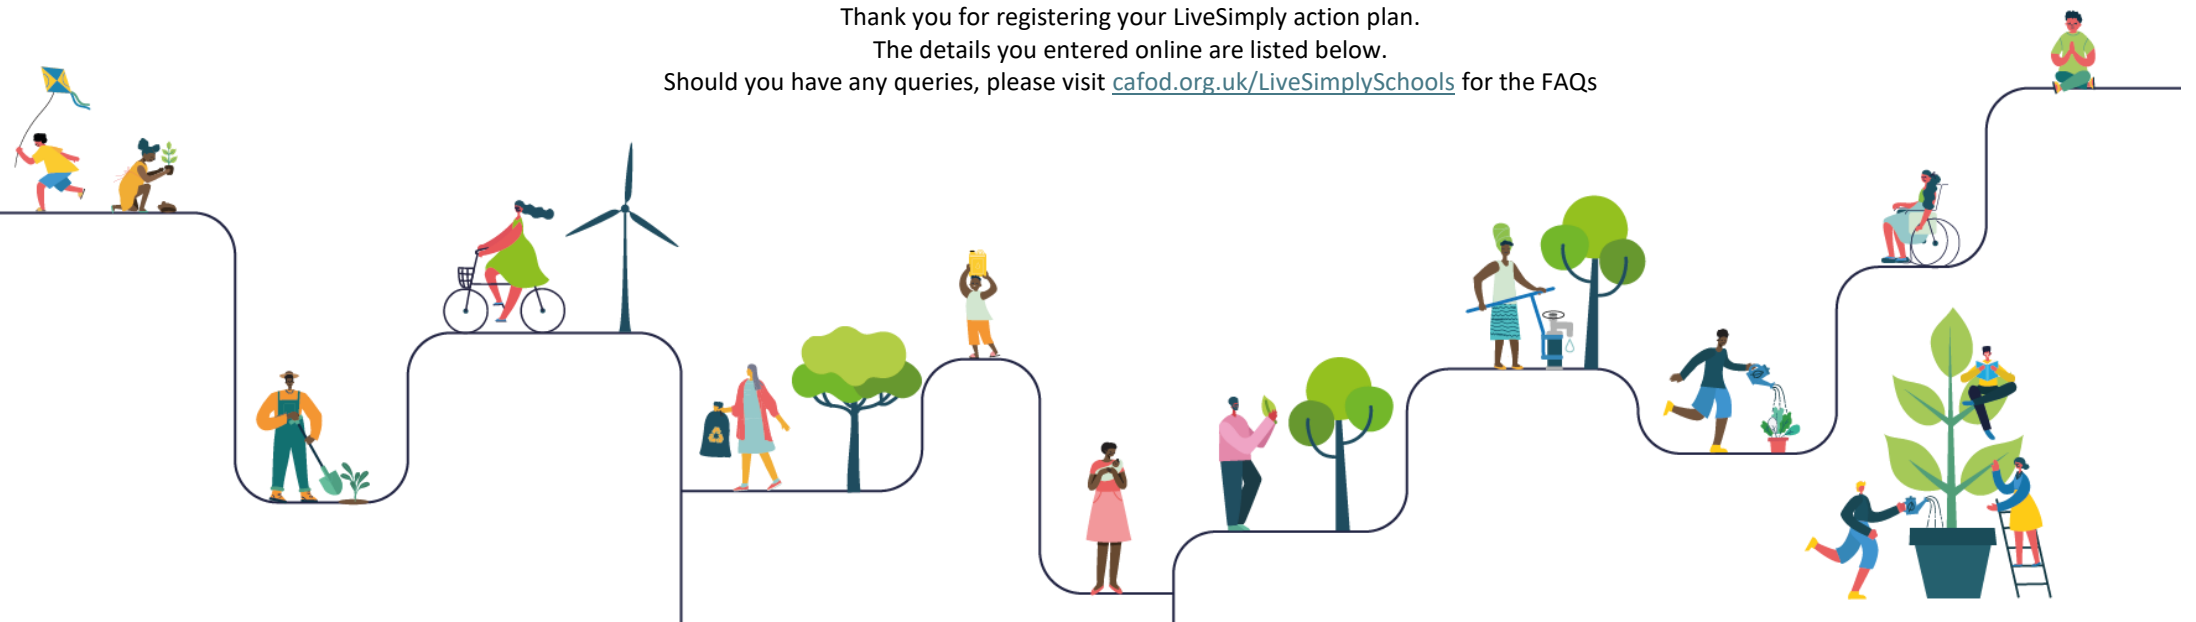 Thank you for registering your LiveSimply action plan.
The details you entered online are listed below.
Should you have any queries, please visit cafod.org.uk/LiveSimplySchools for the FAQs